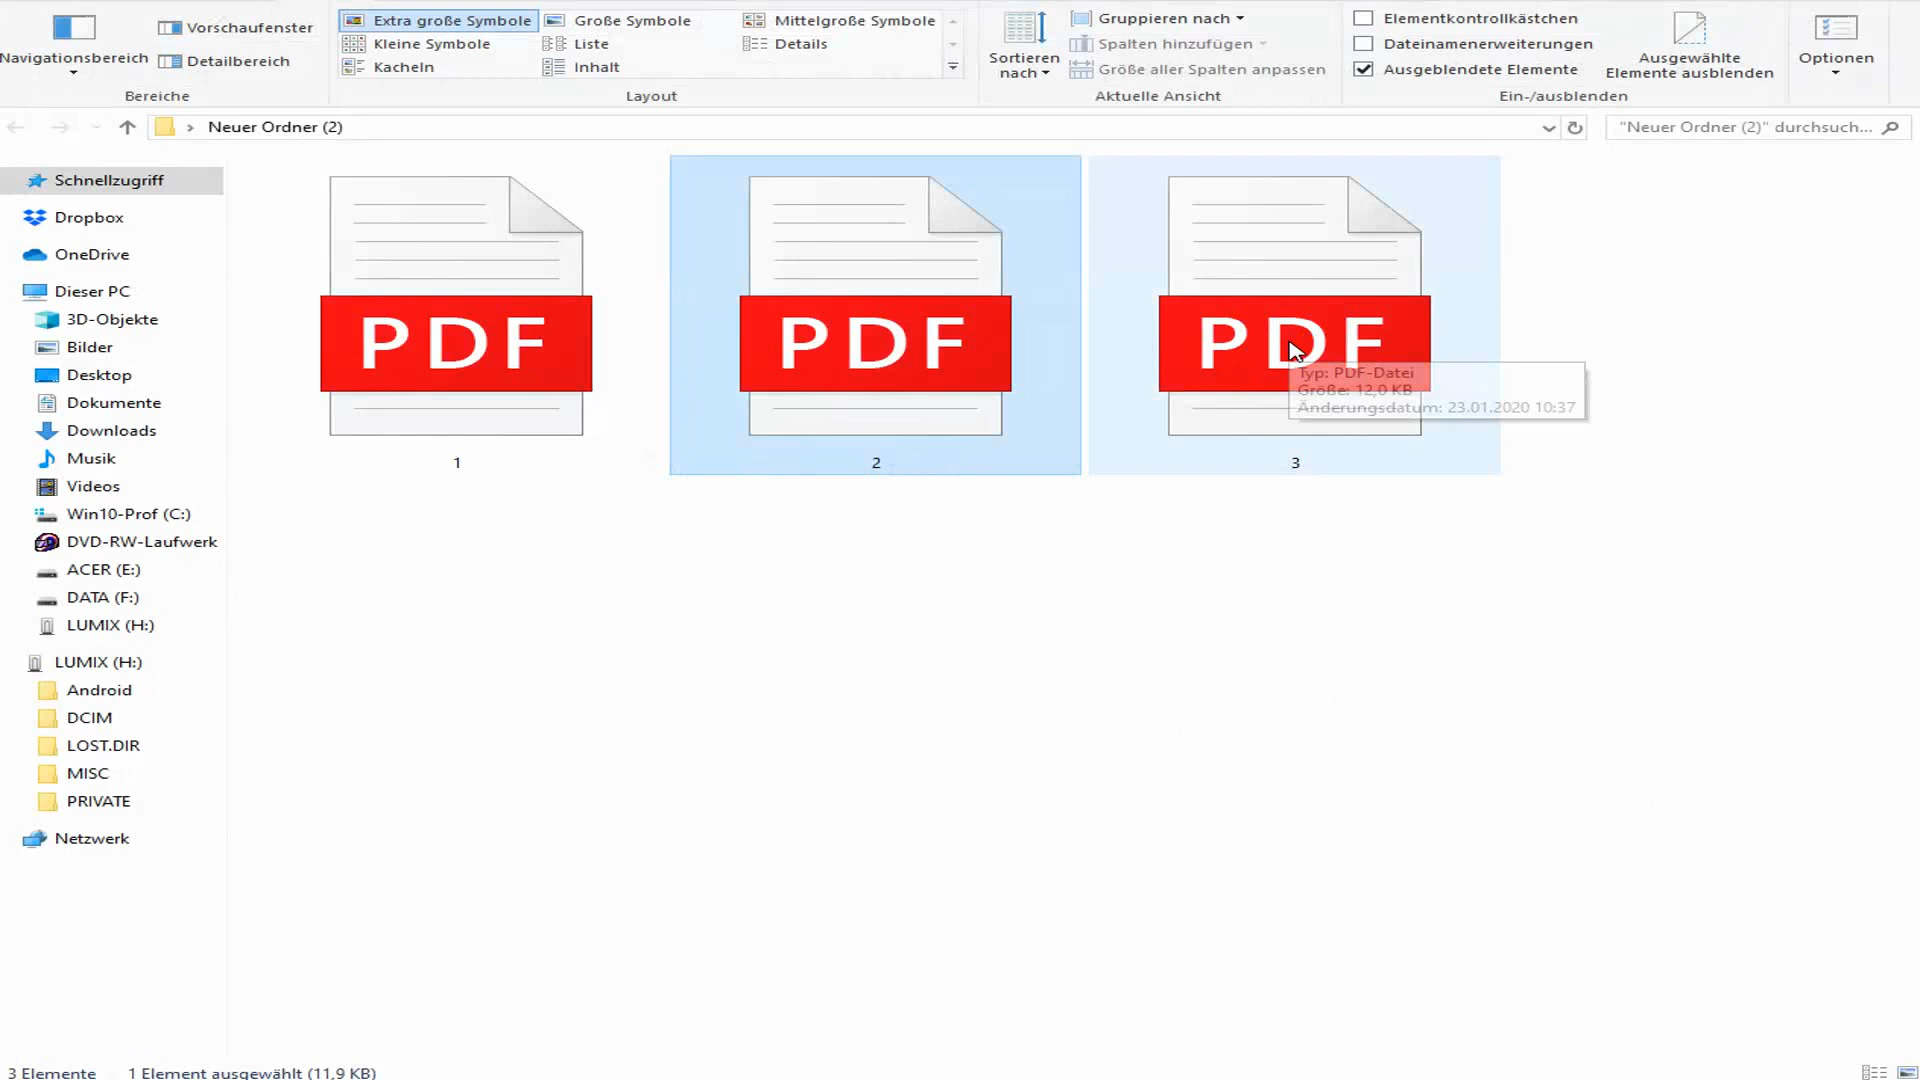 Navigationsbereich
Vorschaufenster
Detailbereich
Bereiche
Extra große Symbole
Große Symbole
Mittelgroße Symbole
Kleine Symbole
Liste
Details
Kacheln
Inhalt
Layout
Sortieren
nach
Gruppieren nach
Spalten hinzufügen
Größe aller Spalten anpassen
Aktuelle Ansicht
Elementkontrollkästchen
Dateinamenerweiterungen
Ausgeblendete Elemente
Ausgewählte
Elemente ausblenden
Ein-/ausblenden
Optionen
Neuer Ordner (2)
"Neuer Ordner (2)" durchsuch...
Schnellzugriff
Dropbox
OneDrive
Dieser PC
3D-Objekte
Bilder
Desktop
Dokumente
Downloads
Musik
Videos
Win10-Prof (C:)
DVD-RW-Laufwerk
ACER (E:)
DATA (F:)
LUMIX (H:)
LUMIX (H:)
Android
DCIM
LOST.DIR
MISC
PRIVATE
Netzwerk
PDF
1
PDF
2
PDF
3
Typ: PDF-Datei
Größe: 12,0 KB
Änderungsdatum: 23.01.2020 10:37
3 Elemente
1 Element ausgewählt (11,9 KB)